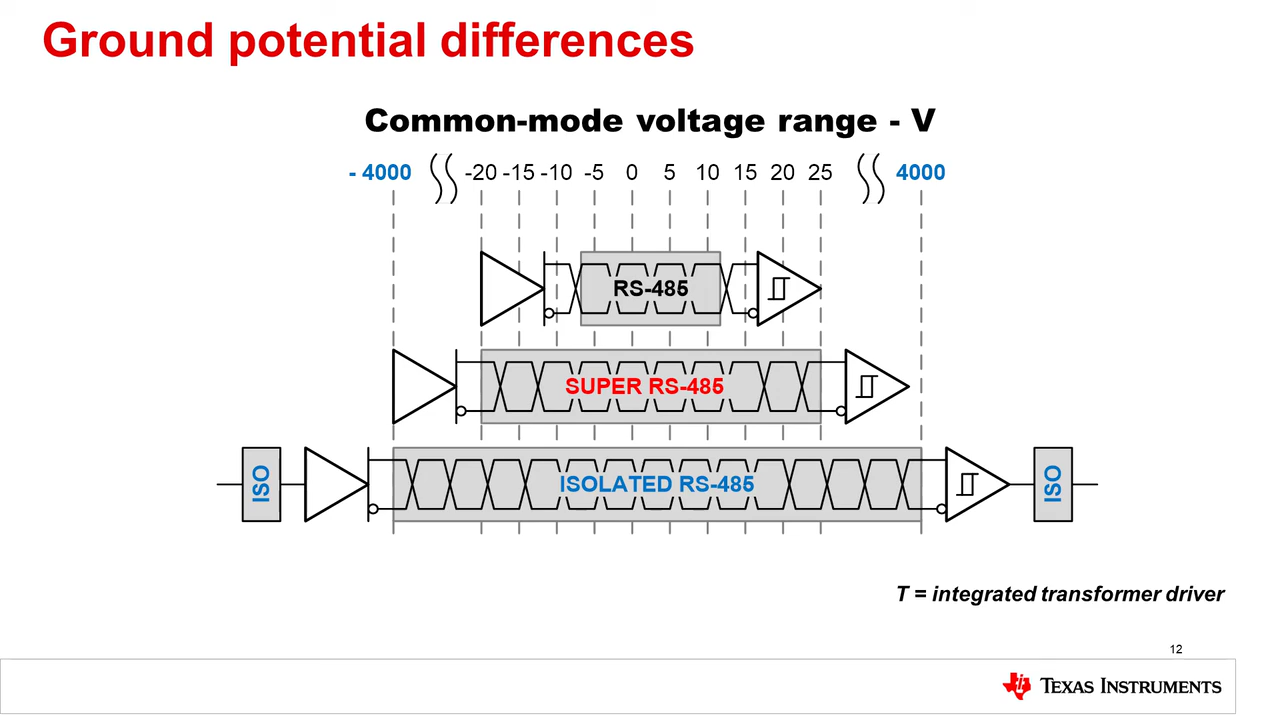 Ground potential differences
Common-mode voltage range - V
- 4000 -20 -15 -10 -5 0 5 10 15 20 25 4000
RS-485
SUPER RS-485
ISO ISOLATED RS-485 ISO
T = integrated transformer driver
12
TEXAS INSTRUMENTS